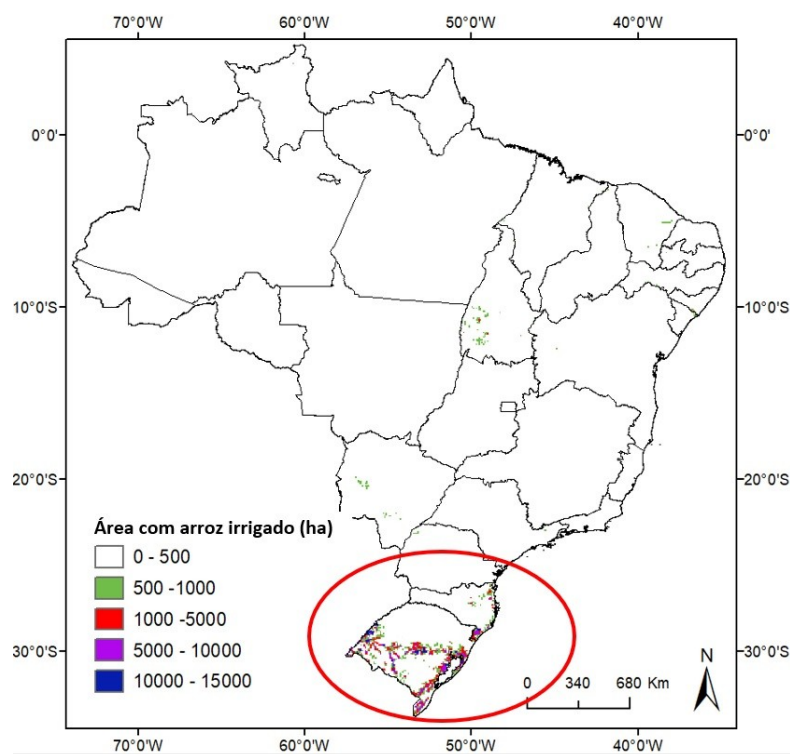 70°0'W 60°0'W 50°0'W 40°0'W
0°0' 0°0'
10°0'S 10°0'S
20°0'S 20°0'S
Área com arroz irrigado (ha)
0 - 500
500 -1000
1000 -5000
5000 - 10000
10000 - 15000
30°0'S 30°0'S
N
0 340 680 Km
70°0'W 60°0'W 50°0'W 40°0'W